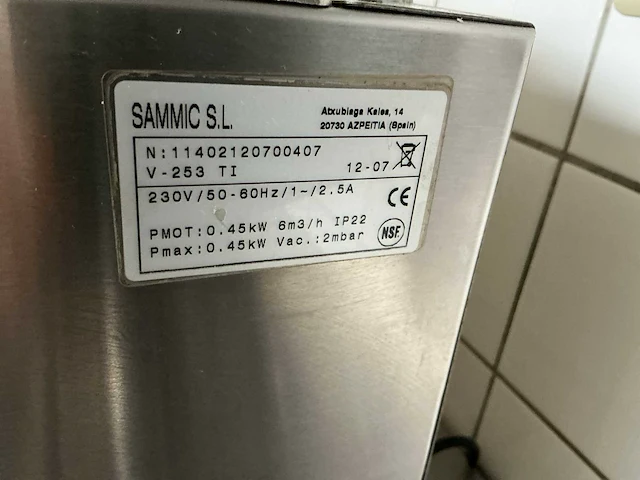 SAMMIC S.L.
Atxubiaga Kalea, 14
20730 AZPEITIA (Spain)
N:11402120700407
V-253 TI 12-07
230V/50-60Hz/1~/2.5A
CE
PMOT:0.45kW 6m3/h IP22
Pmax:0.45kW Vac.:2mbar
NSF.